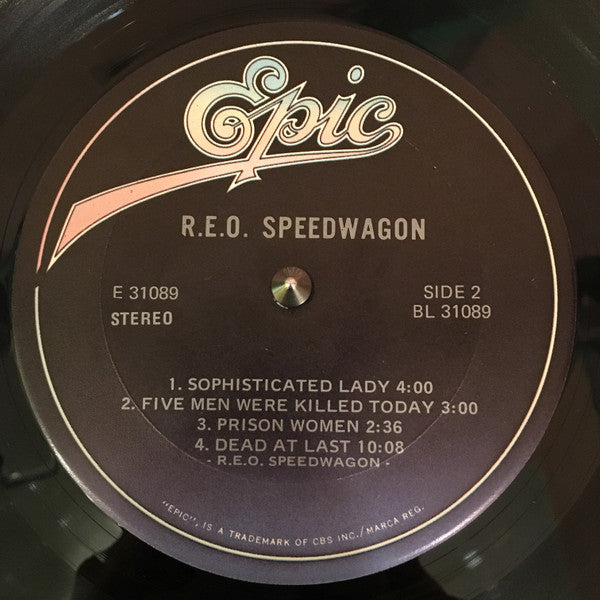 Epic
R.E.O. SPEEDWAGON
E 31089 SIDE 2
STEREO BL 31089
1. SOPHISTICATED LADY 4:00
2. FIVE MEN WERE KILLED TODAY 3:00
3. PRISON WOMEN 2:36
4. DEAD AT LAST 10:08
- R.E.O. SPEEDWAGON -
"EPIC", IS A TRADEMARK OF CBS INC./MARCA REG.